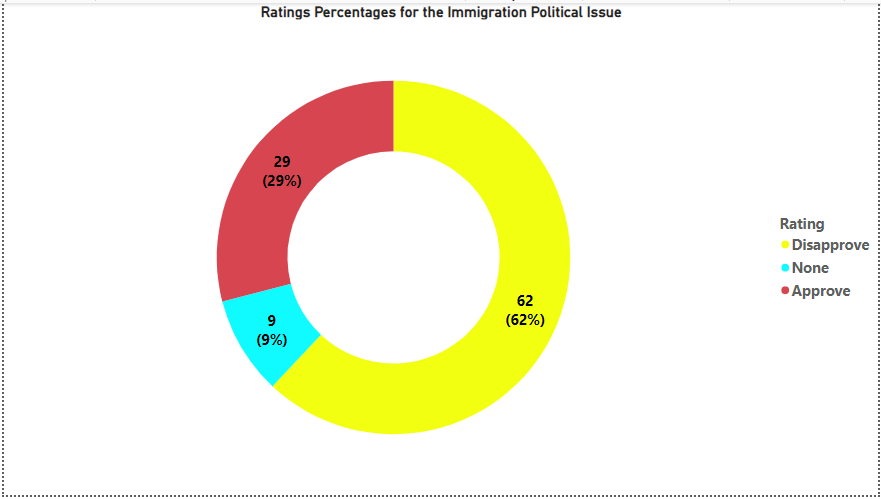 Ratings Percentages for the Immigration Political Issue
29
(29%)
62
(62%)
9
(9%)
Rating
Disapprove
None
Approve